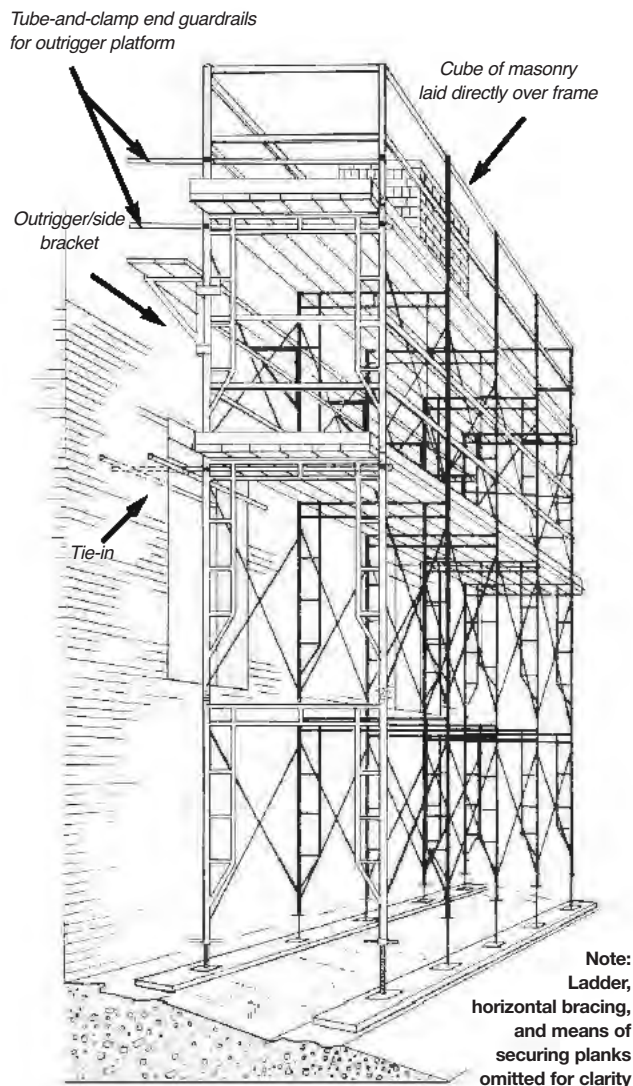 Tube-and-clamp end guardrails
for outrigger platform
Cube of masonry
laid directly over frame
Outrigger/side
bracket
Tie-in
Note:
Ladder,
horizontal bracing,
and means of
securing planks
omitted for clarity